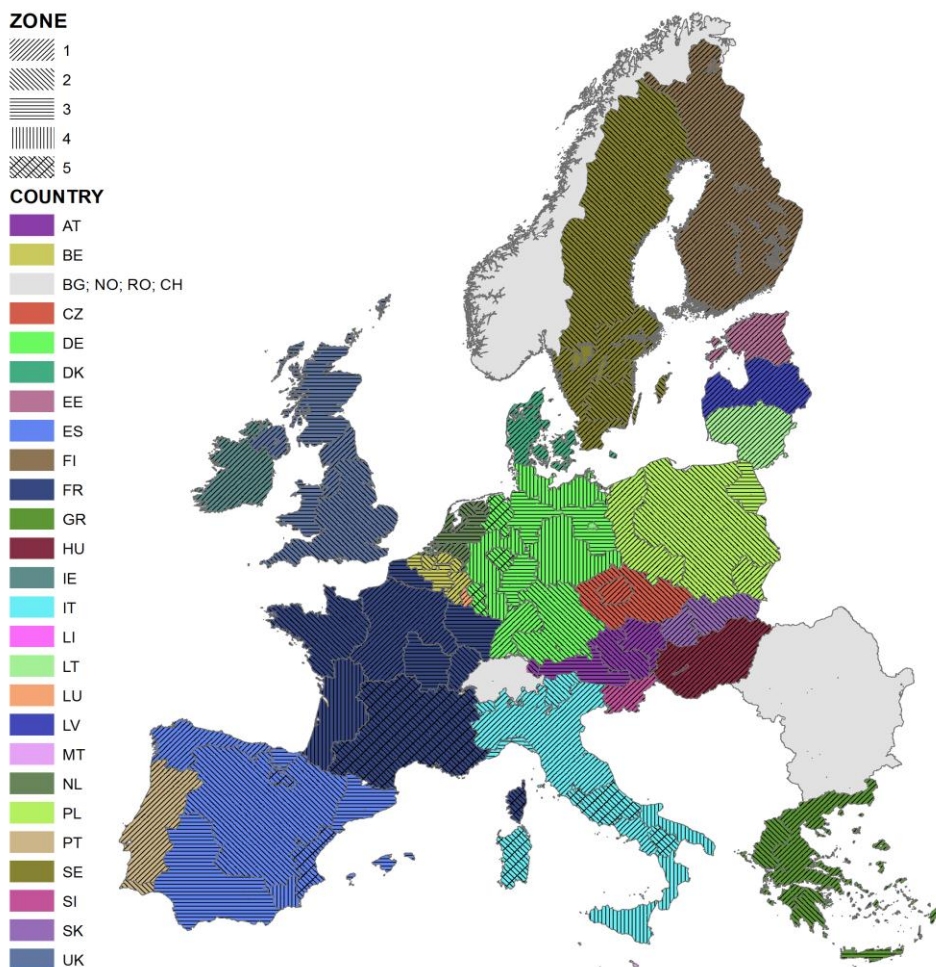 ZONE
1
2
3
4
5
COUNTRY
AT
BE
BG; NO; RO; CH
CZ
DE
DK
EE
ES
FI
FR
GR
HU
IE
IT
LI
LT
LU
LV
MT
NL
PL
PT
SE
SI
SK
UK